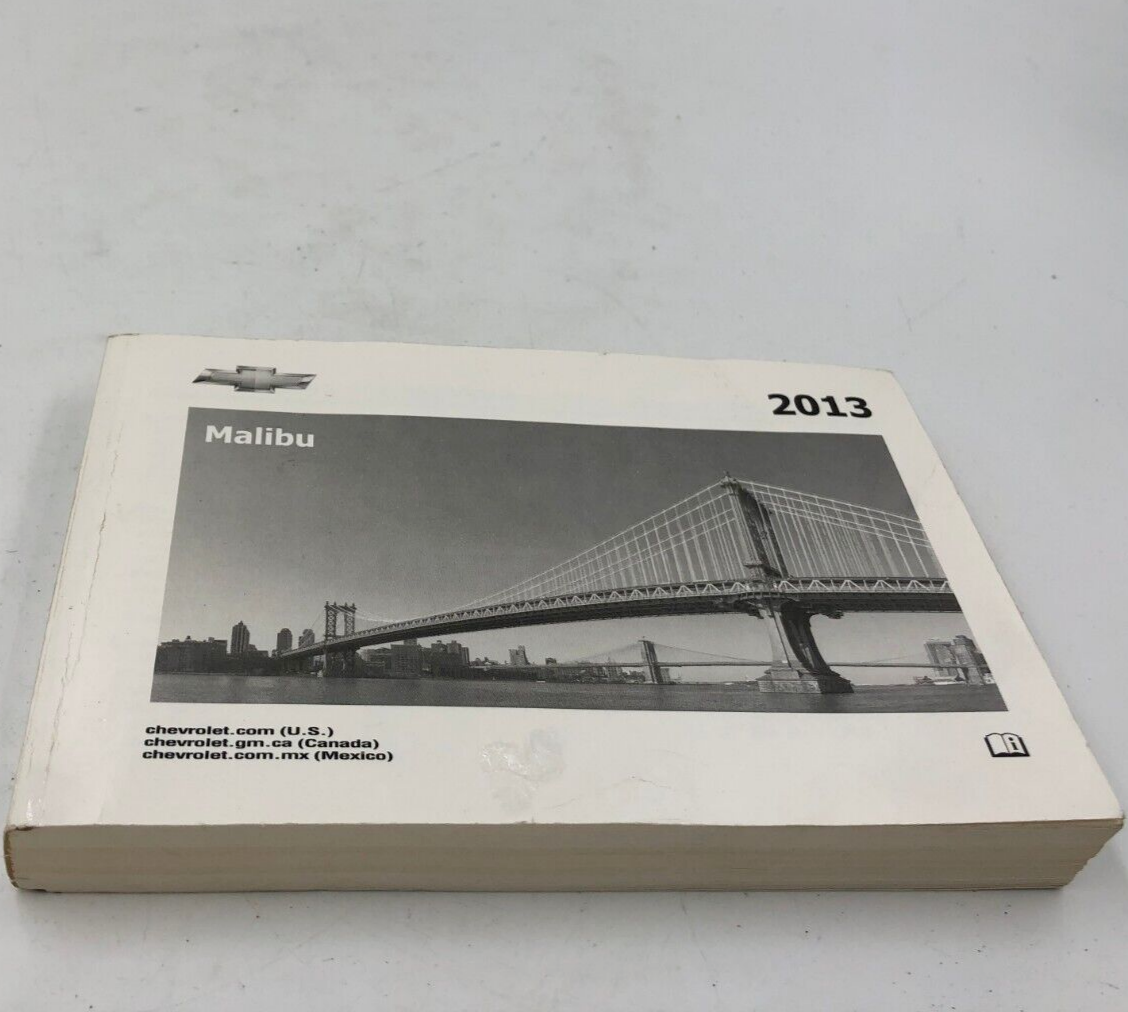 2013
Malibu
chevrolet.com (U.S.)
chevrolet.gm.ca (Canada)
chevrolet.com.mx (Mexico)